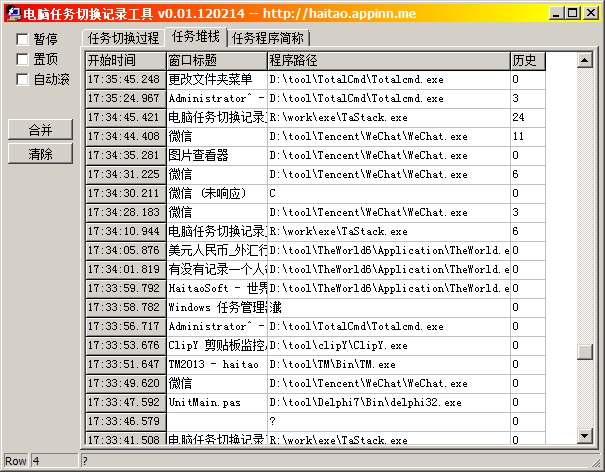 电脑任务切换记录工具 v0.01.120214 -- http://haitao.appinn.me
暂停
置顶
自动滚
合并
清除
任务切换过程 任务堆栈 任务程序简称
开始时间 窗口标题 程序路径 历史
17:35:45.248 更改文件夹菜单 D:\tool\TotalCmd\Totalcmd.exe 0
17:35:24.967 Administrator^ - D:\tool\TotalCmd\Totalcmd.exe 3
17:34:45.421 电脑任务切换记录 R:\work\exe\TaStack.exe 24
17:34:44.408 微信 D:\tool\Tencent\WeChat\WeChat.exe 11
17:34:35.281 图片查看器 D:\tool\Tencent\WeChat\WeChat.exe 0
17:34:31.225 微信 D:\tool\Tencent\WeChat\WeChat.exe 6
17:34:30.211 微信 (未响应) C 0
17:34:28.183 微信 D:\tool\Tencent\WeChat\WeChat.exe 3
17:34:10.944 电脑任务切换记录 R:\work\exe\TaStack.exe 6
17:34:05.876 美元人民币_外汇行 D:\tool\TheWorld6\Application\TheWorld.e 0
17:34:01.819 有没有记录一个人 D:\tool\TheWorld6\Application\TheWorld.e 0
17:33:59.792 HaitaoSoft - 世界 D:\tool\TheWorld6\Application\TheWorld.e 0
17:33:58.782 Windows 任务管理 0
17:33:56.717 Administrator^ - D:\tool\TotalCmd\Totalcmd.exe 0
17:33:53.676 ClipY 剪贴板监控 D:\tool\clipY\ClipY.exe 0
17:33:51.647 TM2013 - haitao D:\tool\TM\Bin\TM.exe 0
17:33:49.620 微信 D:\tool\Tencent\WeChat\WeChat.exe 0
17:33:47.592 UnitMain.pas D:\tool\Delphi7\Bin\delphi32.exe 0
17:33:46.579 ? 0
17:33:41.508 电脑任务切换记录 R:\work\exe\TaStack.exe 0
Row 4 ?